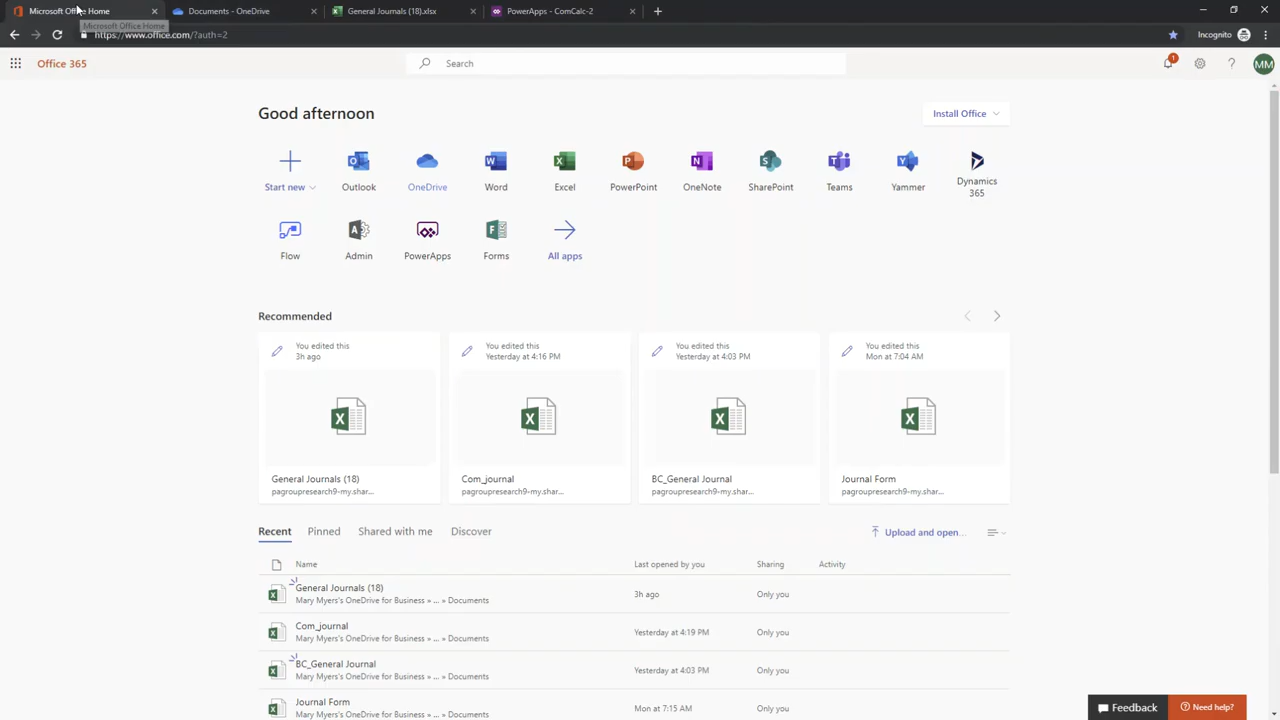 Microsoft Office Home
Documents - OneDrive
General Journals (18).xlsx
PowerApps - ComCalc-2
Microsoft Office Home
https://www.office.com/?auth=2
Incognito
Office 365
Search
1
?
MM
Good afternoon
Install Office
Start new
Outlook
OneDrive
Word
Excel
PowerPoint
OneNote
SharePoint
Teams
Yammer
Dynamics
365
Flow
Admin
PowerApps
Forms
All apps
Recommended
You edited this
3h ago
You edited this
Yesterday at 4:16 PM
You edited this
Yesterday at 4:03 PM
You edited this
Mon at 7:04 AM
General Journals (18)
pagroupresearch9-my.shar...
Com_journal
pagroupresearch9-my.shar...
BC_General Journal
pagroupresearch9-my.shar...
Journal Form
pagroupresearch9-my.shar...
Recent
Pinned
Shared with me
Discover
Upload and open...
Name
Last opened by you
Sharing
Activity
General Journals (18)
Mary Myers's OneDrive for Business » ... » Documents
3h ago
Only you
Com_journal
Mary Myers's OneDrive for Business » ... » Documents
Yesterday at 4:19 PM
Only you
BC_General Journal
Mary Myers's OneDrive for Business » ... » Documents
Yesterday at 4:03 PM
Only you
Journal Form
Mary Myers's OneDrive for Business » ... » Documents
Mon at 7:15 AM
Only you
Feedback
Need help?